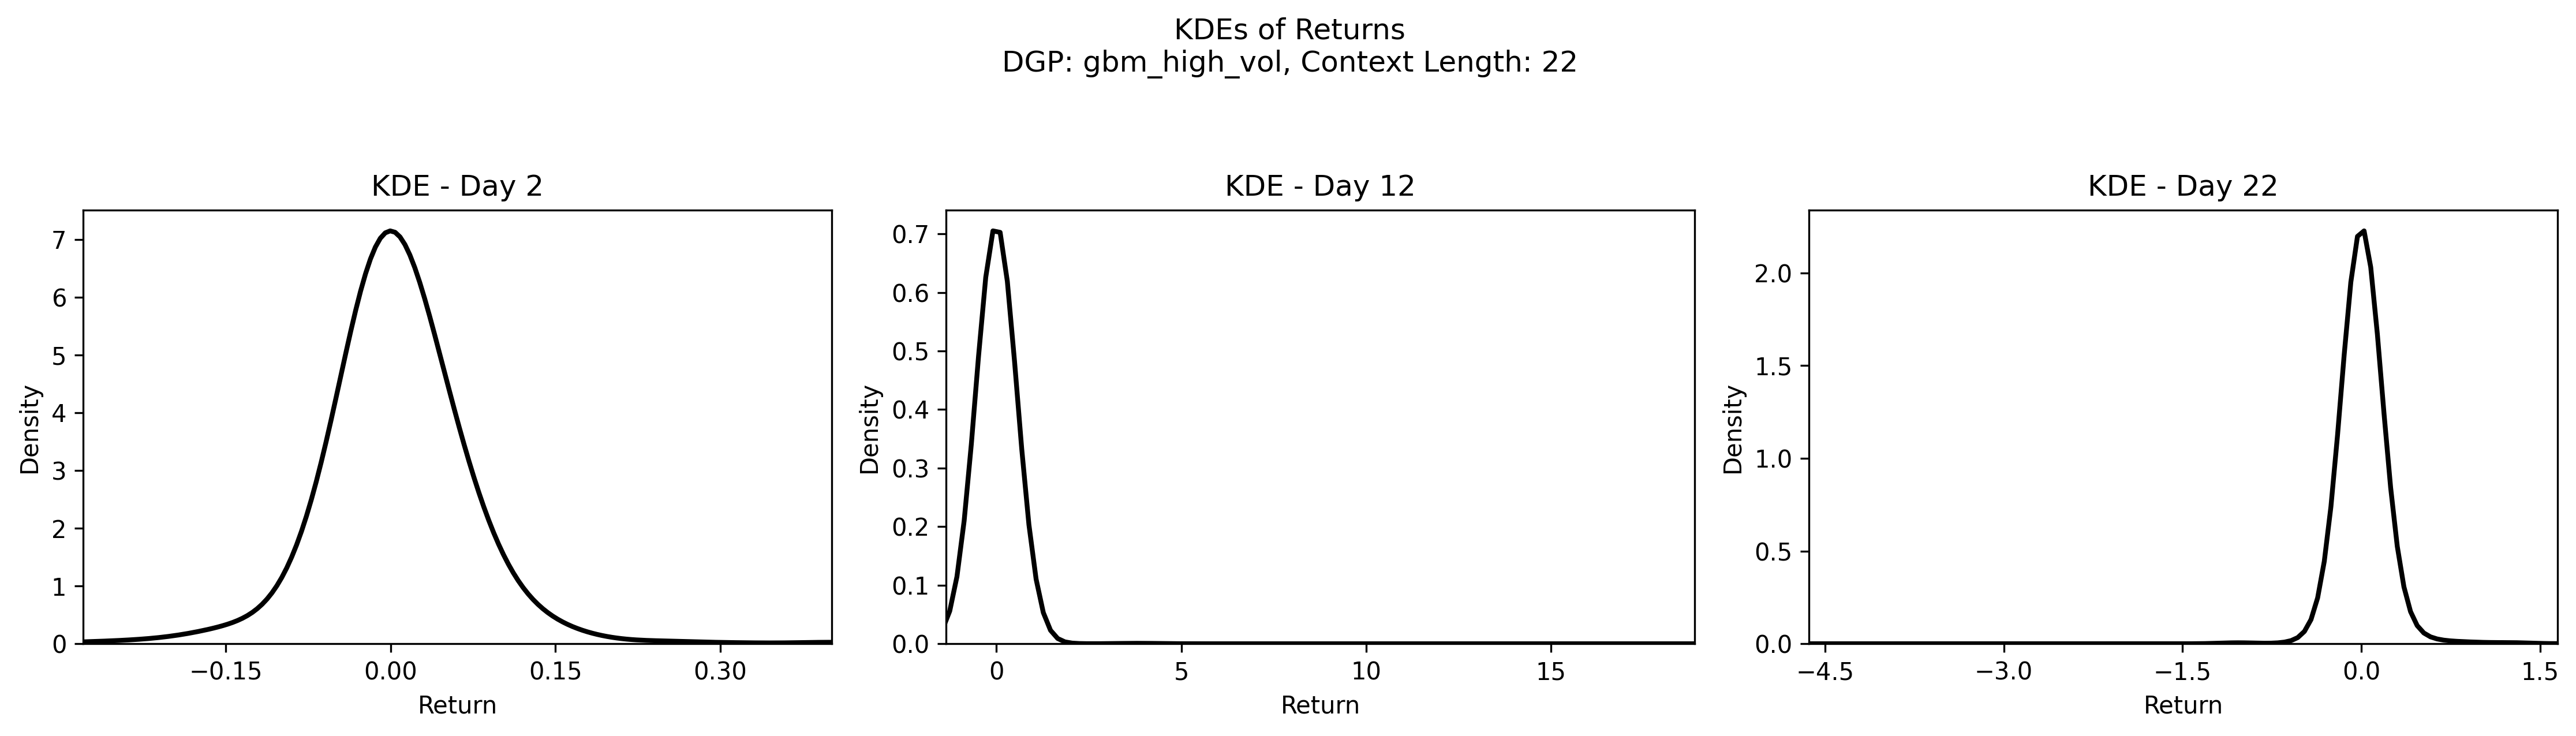 KDEs of Returns
DGP: gbm_high_vol, Context Length: 22
KDE - Day 2
7
6
5
4
3
2
1
0
Density
−0.15 0.00 0.15 0.30
Return
KDE - Day 12
0.7
0.6
0.5
0.4
0.3
0.2
0.1
0.0
Density
0 5 10 15
Return
KDE - Day 22
2.0
1.5
1.0
0.5
0.0
Density
−4.5 −3.0 −1.5 0.0 1.5
Return